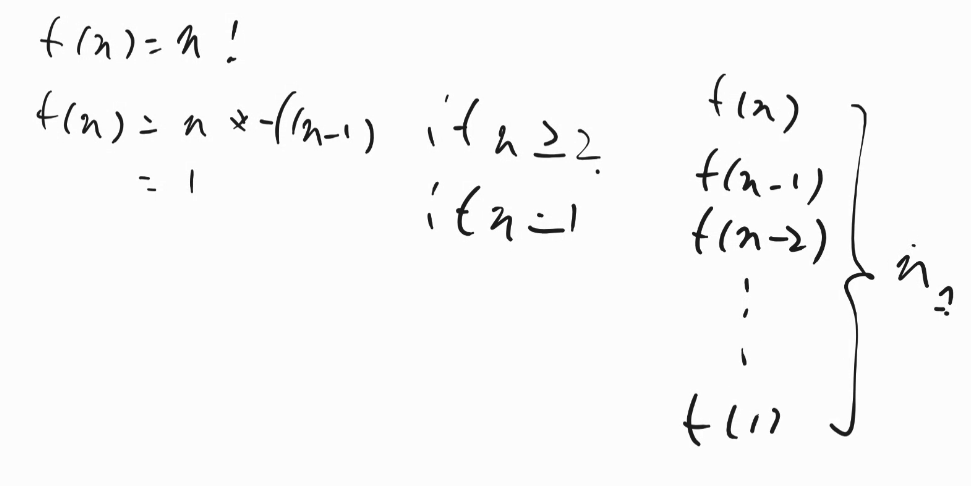 f(n) = n!
f(n) = n * f(n-1) if n ≥ 2
= 1 if n = 1
f(n)
f(n-1)
f(n-2)
⋮
f(1)
n